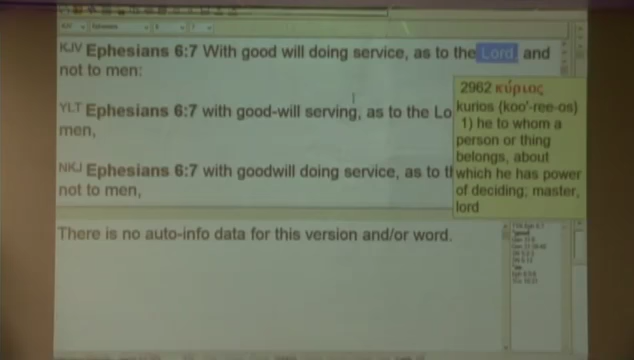 KJV Ephesians 6:7 With good will doing service, as to the Lord, and
not to men:
YLT Ephesians 6:7 with good-will serving, as to the Lo
men,
NKJ Ephesians 6:7 with goodwill doing service, as to th
not to men,
2962 κύριος
kurios {koo'-ree-os}
1) he to whom a
person or thing
belongs, about
which he has power
of deciding; master,
lord
There is no auto-info data for this version and/or word.